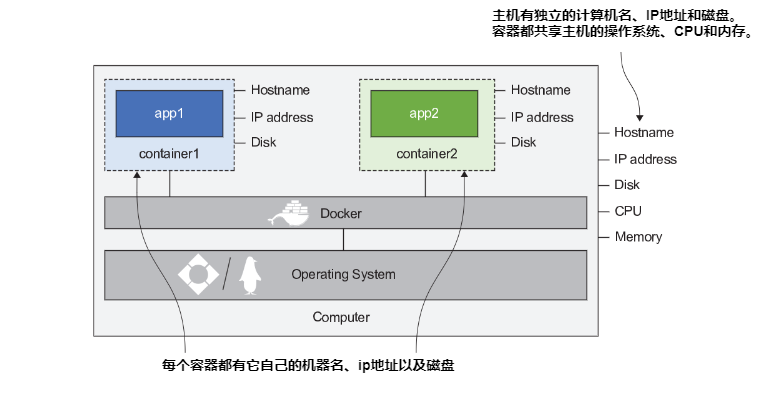 主机有独立的计算机名、IP地址和磁盘。
容器都共享主机的操作系统、CPU和内存。
app1
container1
Hostname
IP address
Disk
app2
container2
Hostname
IP address
Disk
Hostname
IP address
Disk
CPU
Memory
Docker
Operating System
Computer
每个容器都有它自己的机器名、ip地址以及磁盘